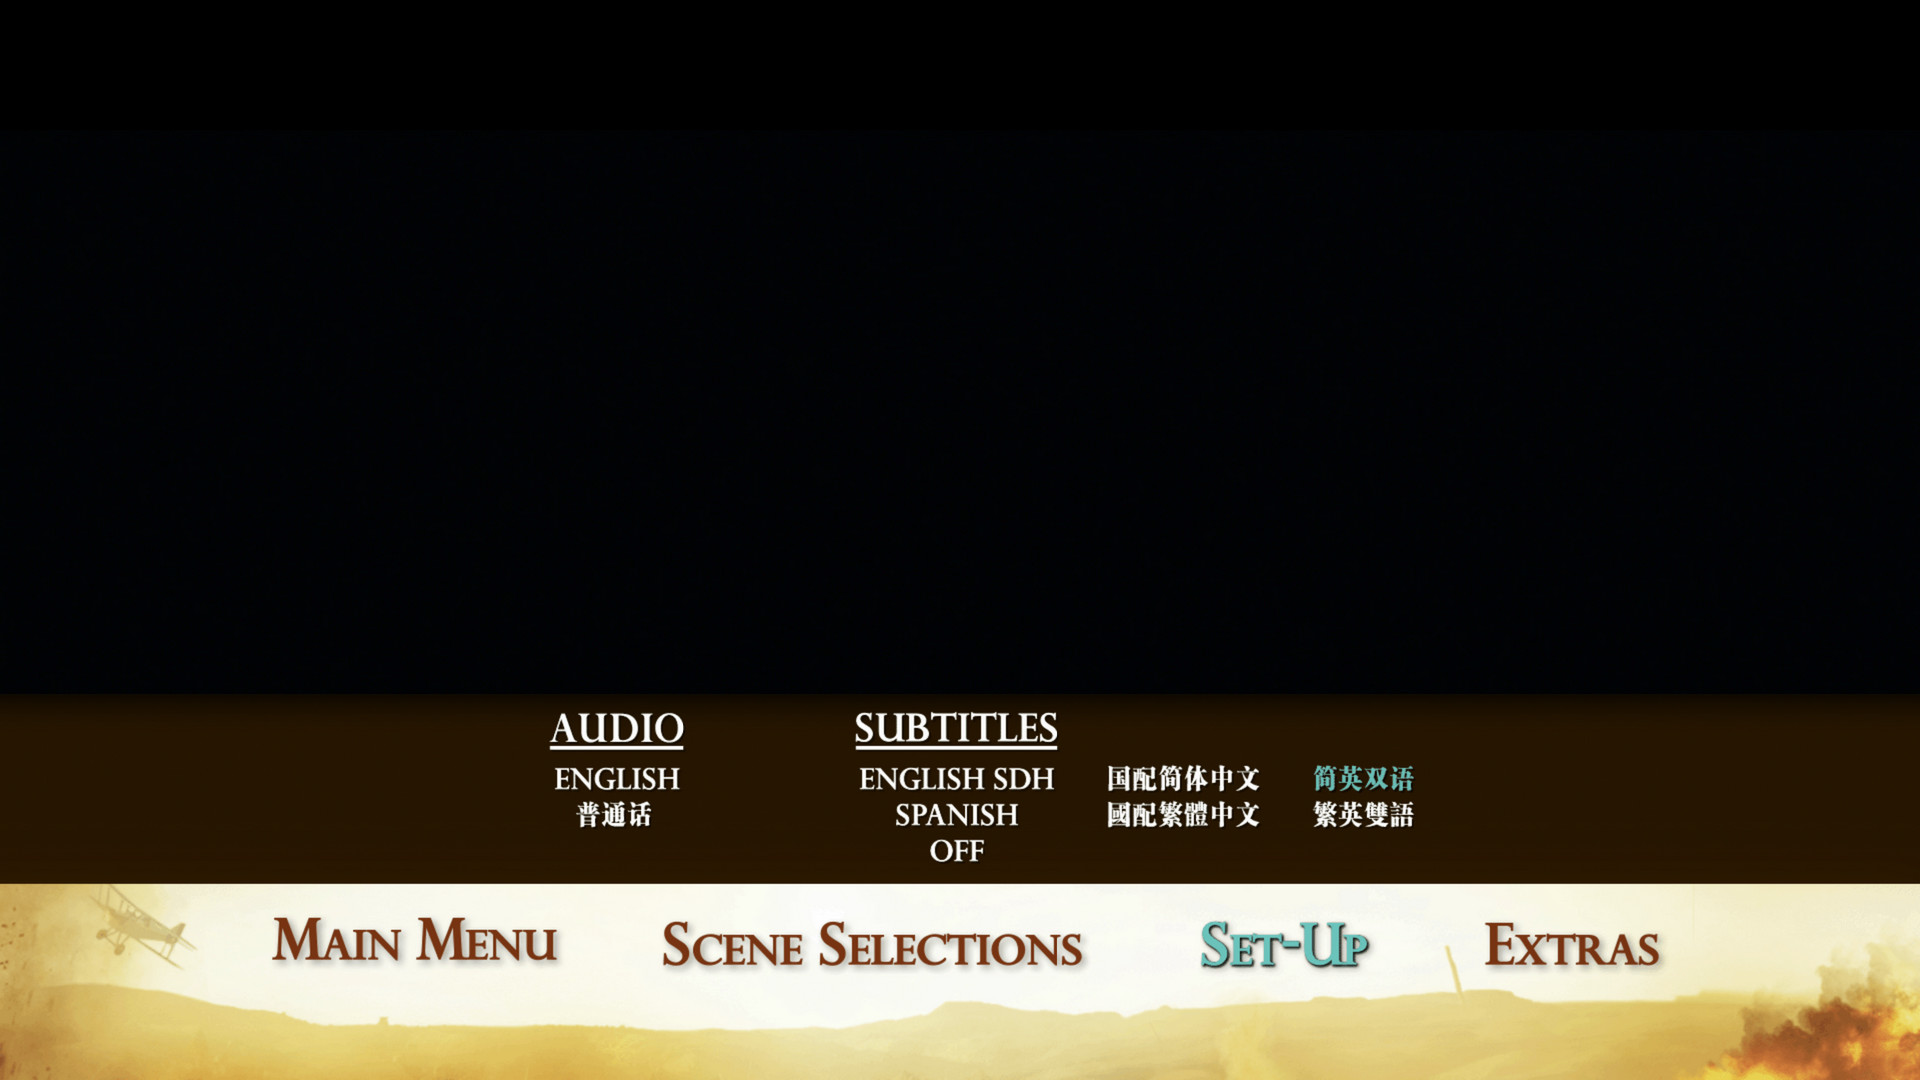 AUDIO
ENGLISH
普通话
SUBTITLES
ENGLISH SDH
SPANISH
OFF
国配简体中文
國配繁體中文
简英双语
繁英雙語
MAIN MENU
SCENE SELECTIONS
SET-UP
EXTRAS